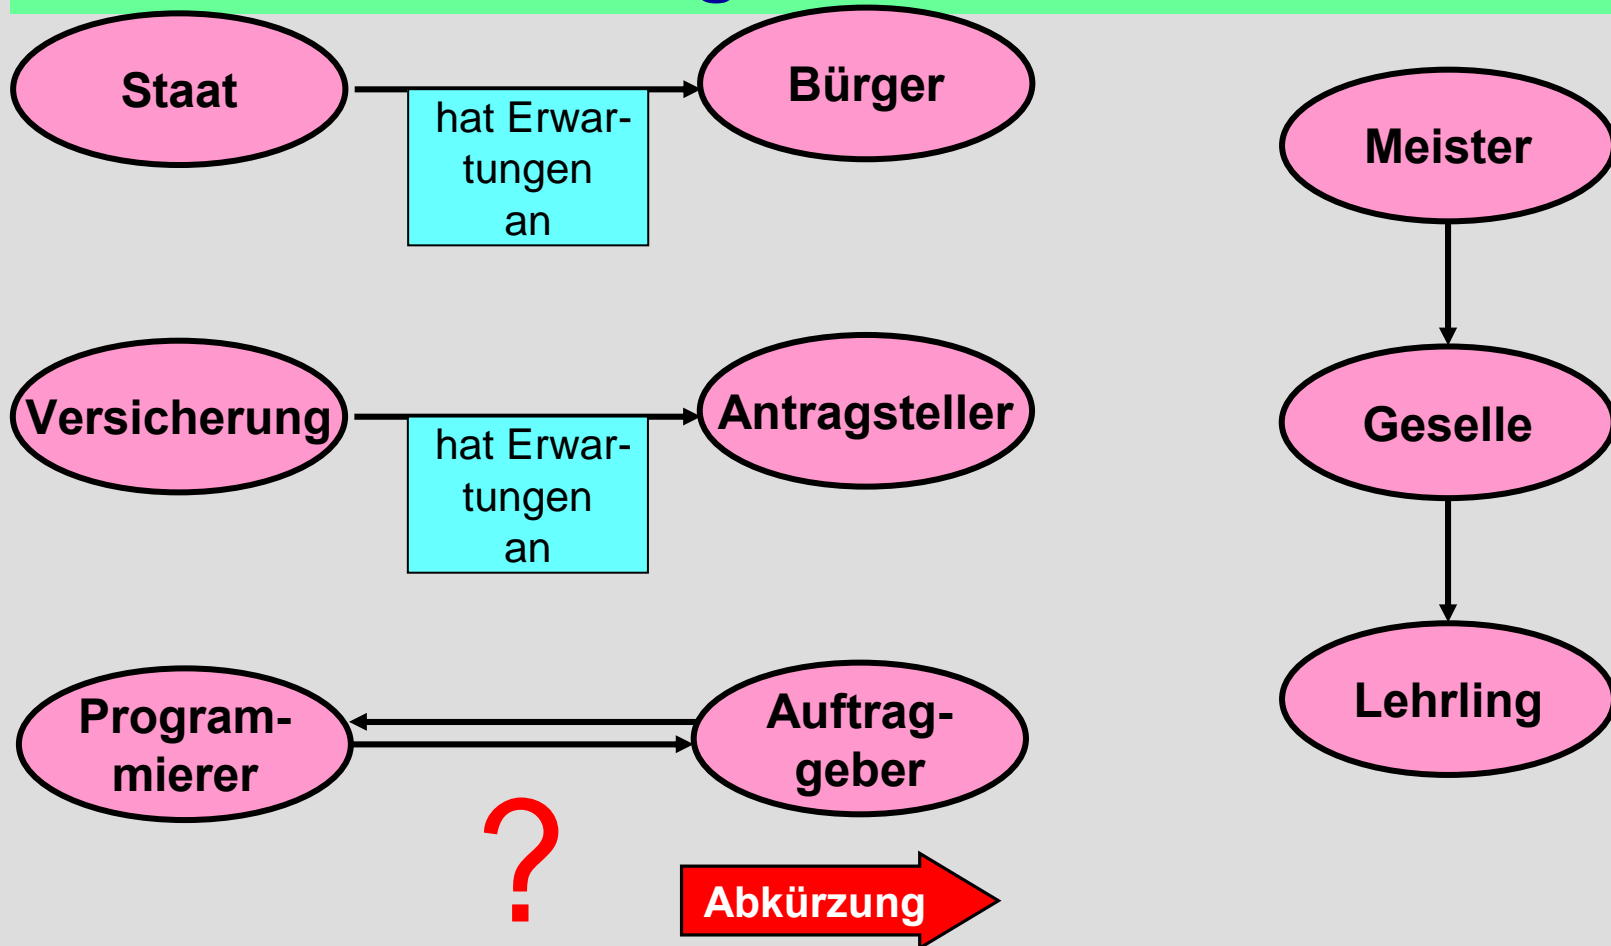 Staat
hat Erwar-
tungen
an
Bürger
Meister
Versicherung
hat Erwar-
tungen
an
Antragsteller
Geselle
Program-
mierer
Auftrag-
geber
Lehrling
?
Abkürzung